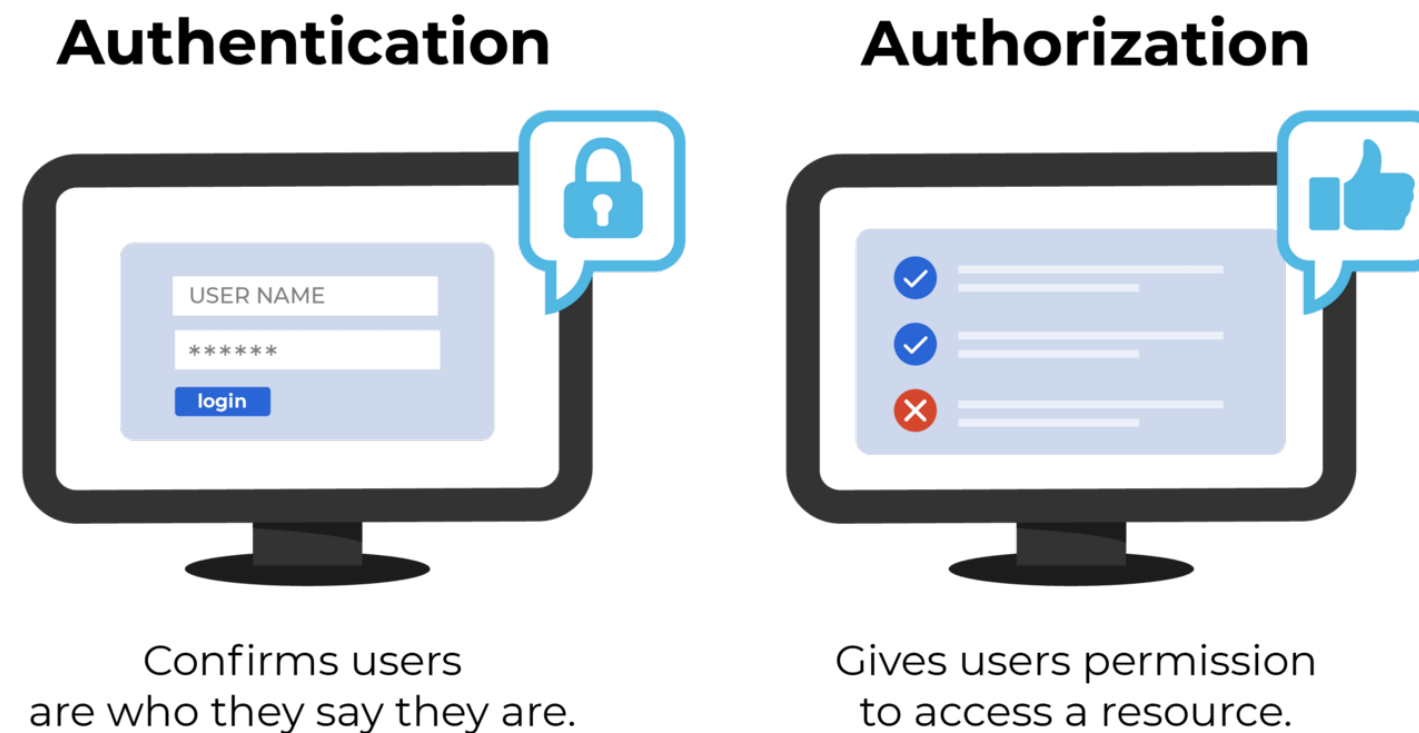 Authentication
Authorization
USER NAME
******
login
Confirms users
are who they say they are.
Gives users permission
to access a resource.